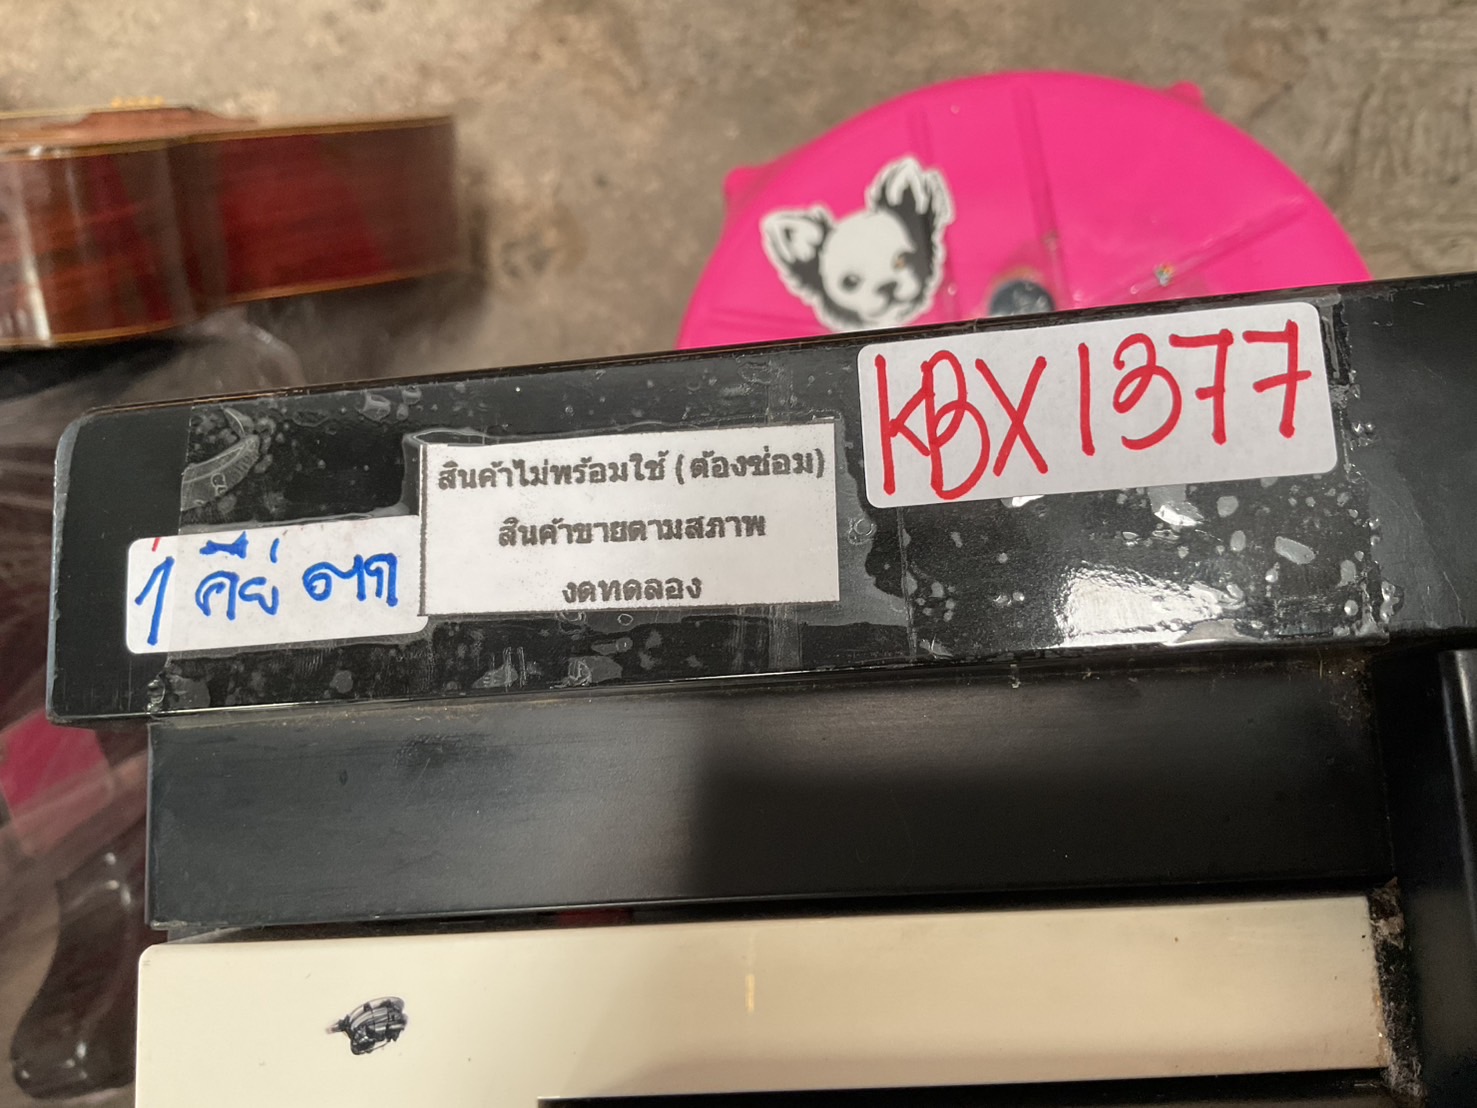 KBX1377
สินค้าไม่พร้อมใช้ (ต้องซ่อม)
สินค้าขายตามสภาพ
งดทดลอง
1 คีย์ ตก